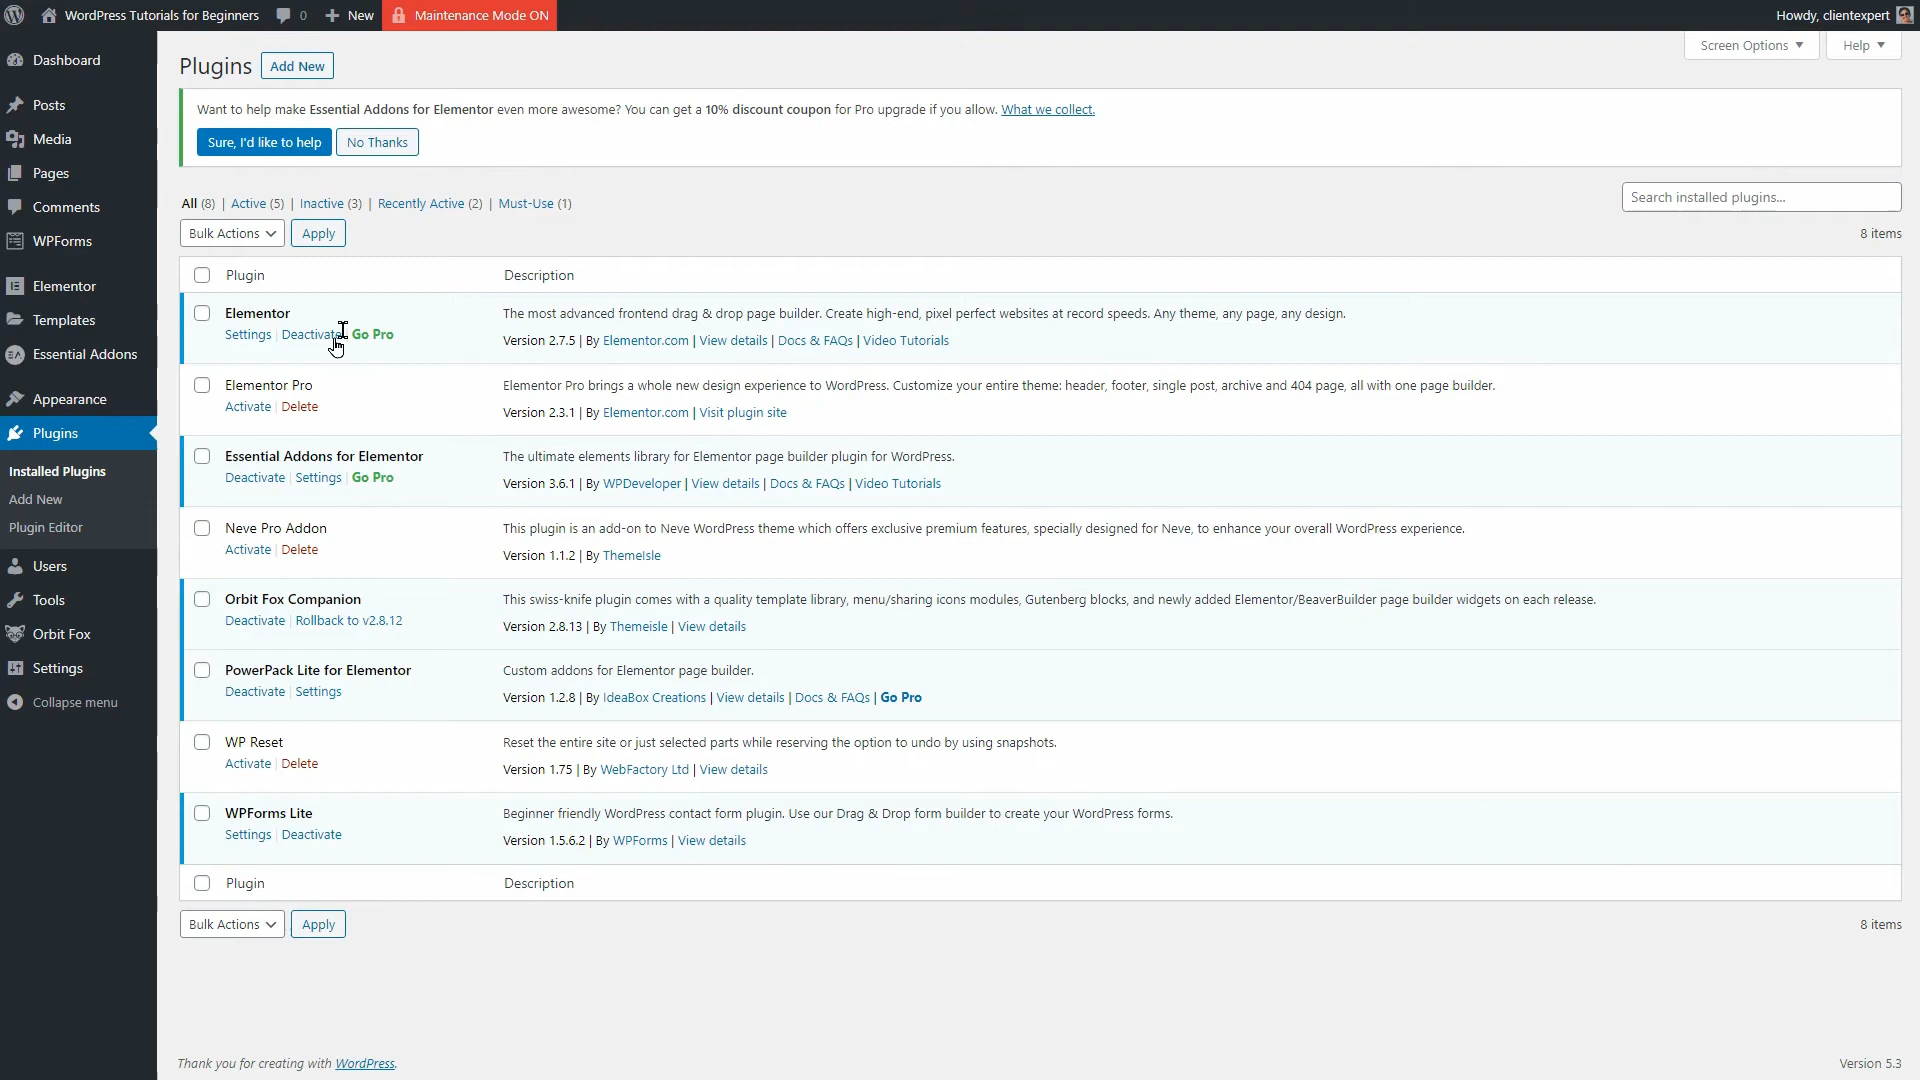 WordPress Tutorials for Beginners 0 New Maintenance Mode ON Howdy, clientexpert
Screen Options Help
Dashboard
Posts
Media
Pages
Comments
WPForms
Elementor
Templates
Essential Addons
Appearance
Plugins
Installed Plugins
Add New
Plugin Editor
Users
Tools
Orbit Fox
Settings
Collapse menu
Plugins Add New
Want to help make Essential Addons for Elementor even more awesome? You can get a 10% discount coupon for Pro upgrade if you allow. What we collect.
Sure, I'd like to help No Thanks
All (8) | Active (5) | Inactive (3) | Recently Active (2) | Must-Use (1)
Search installed plugins...
Bulk Actions Apply 8 items
Plugin Description
Elementor The most advanced frontend drag & drop page builder. Create high-end, pixel perfect websites at record speeds. Any theme, any page, any design.
Settings | Deactivate Go Pro Version 2.7.5 | By Elementor.com | View details | Docs & FAQs | Video Tutorials
Elementor Pro Elementor Pro brings a whole new design experience to WordPress. Customize your entire theme: header, footer, single post, archive and 404 page, all with one page builder.
Activate | Delete Version 2.3.1 | By Elementor.com | Visit plugin site
Essential Addons for Elementor The ultimate elements library for Elementor page builder plugin for WordPress.
Deactivate | Settings | Go Pro Version 3.6.1 | By WPDeveloper | View details | Docs & FAQs | Video Tutorials
Neve Pro Addon This plugin is an add-on to Neve WordPress theme which offers exclusive premium features, specially designed for Neve, to enhance your overall WordPress experience.
Activate | Delete Version 1.1.2 | By ThemeIsle
Orbit Fox Companion This swiss-knife plugin comes with a quality template library, menu/sharing icons modules, Gutenberg blocks, and newly added Elementor/BeaverBuilder page builder widgets on each release.
Deactivate | Rollback to v2.8.12 Version 2.8.13 | By Themeisle | View details
PowerPack Lite for Elementor Custom addons for Elementor page builder.
Deactivate | Settings Version 1.2.8 | By IdeaBox Creations | View details | Docs & FAQs | Go Pro
WP Reset Reset the entire site or just selected parts while reserving the option to undo by using snapshots.
Activate | Delete Version 1.75 | By WebFactory Ltd | View details
WPForms Lite Beginner friendly WordPress contact form plugin. Use our Drag & Drop form builder to create your WordPress forms.
Settings | Deactivate Version 1.5.6.2 | By WPForms | View details
Plugin Description
Bulk Actions Apply 8 items
Thank you for creating with WordPress. Version 5.3